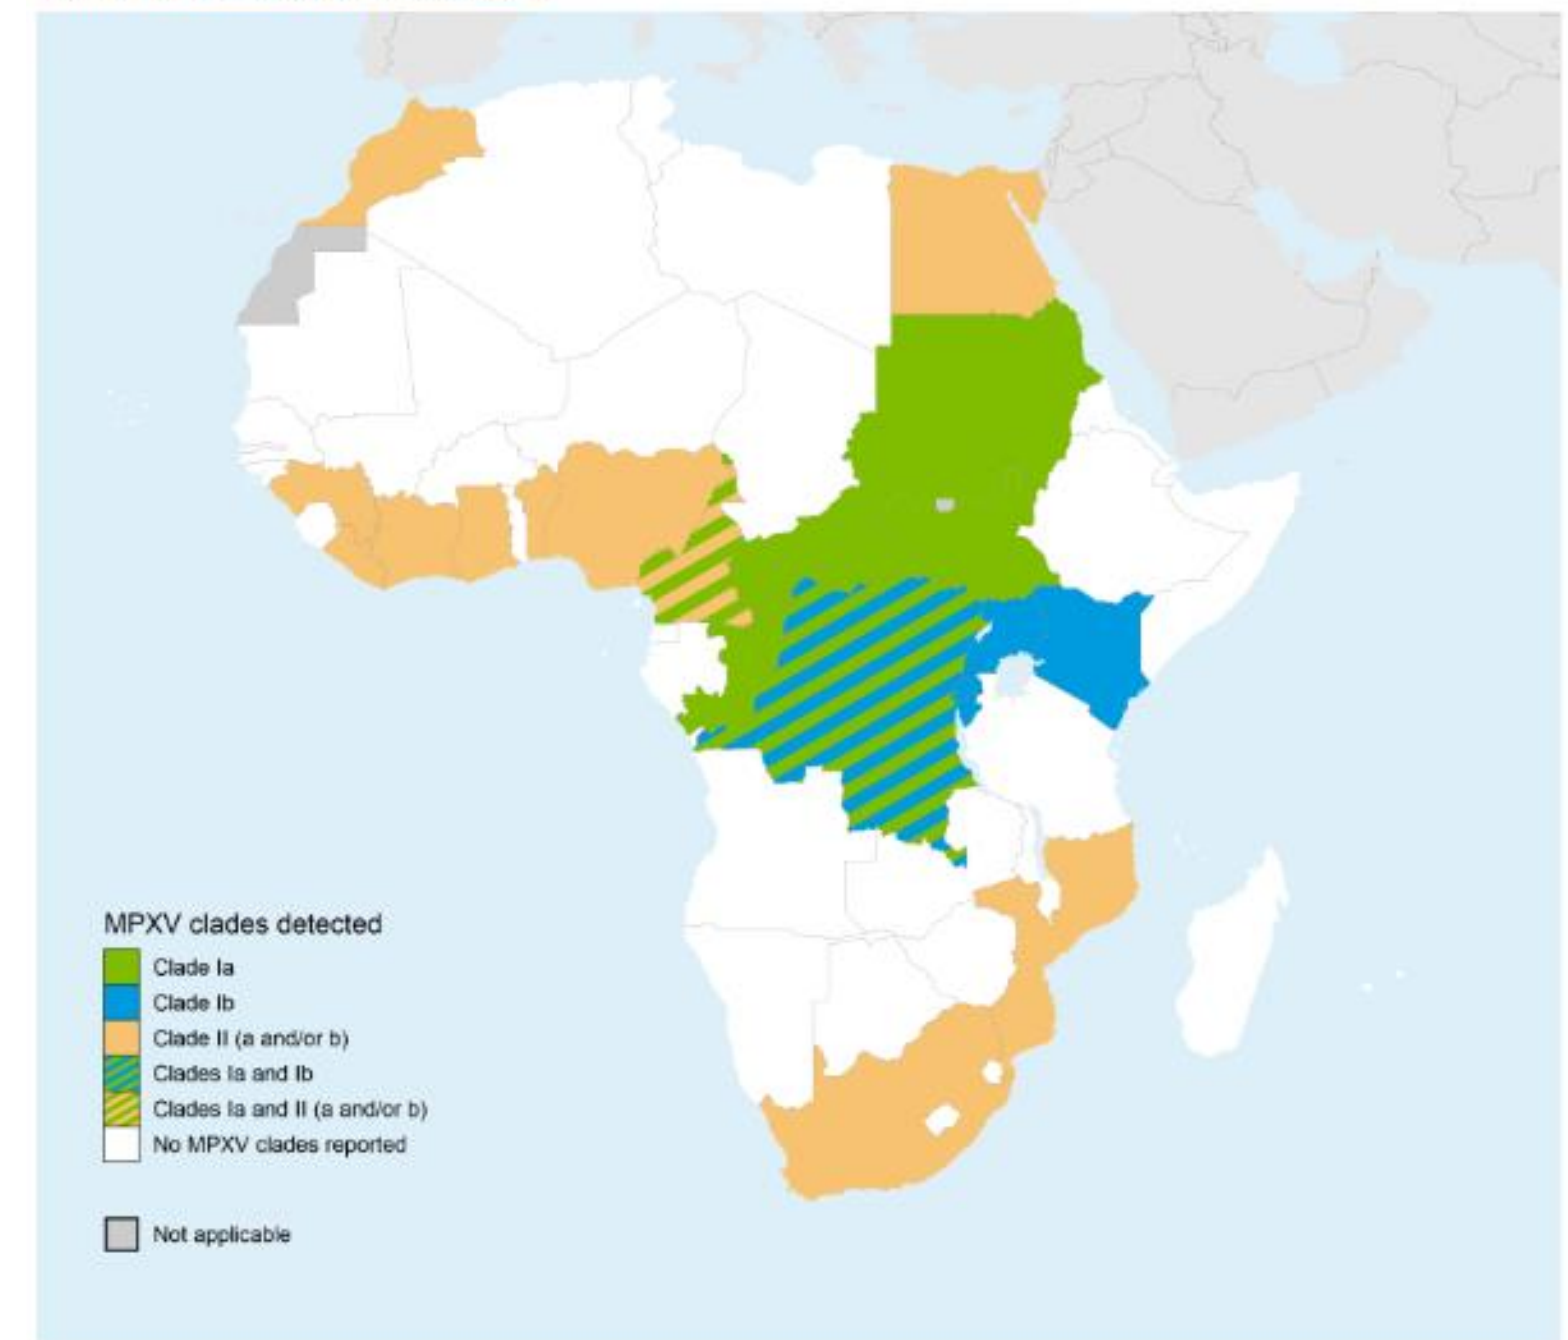 MPXV clades detected
Clade Ia
Clade Ib
Clade II (a and/or b)
Clades Ia and Ib
Clades Ia and II (a and/or b)
No MPXV clades reported
Not applicable